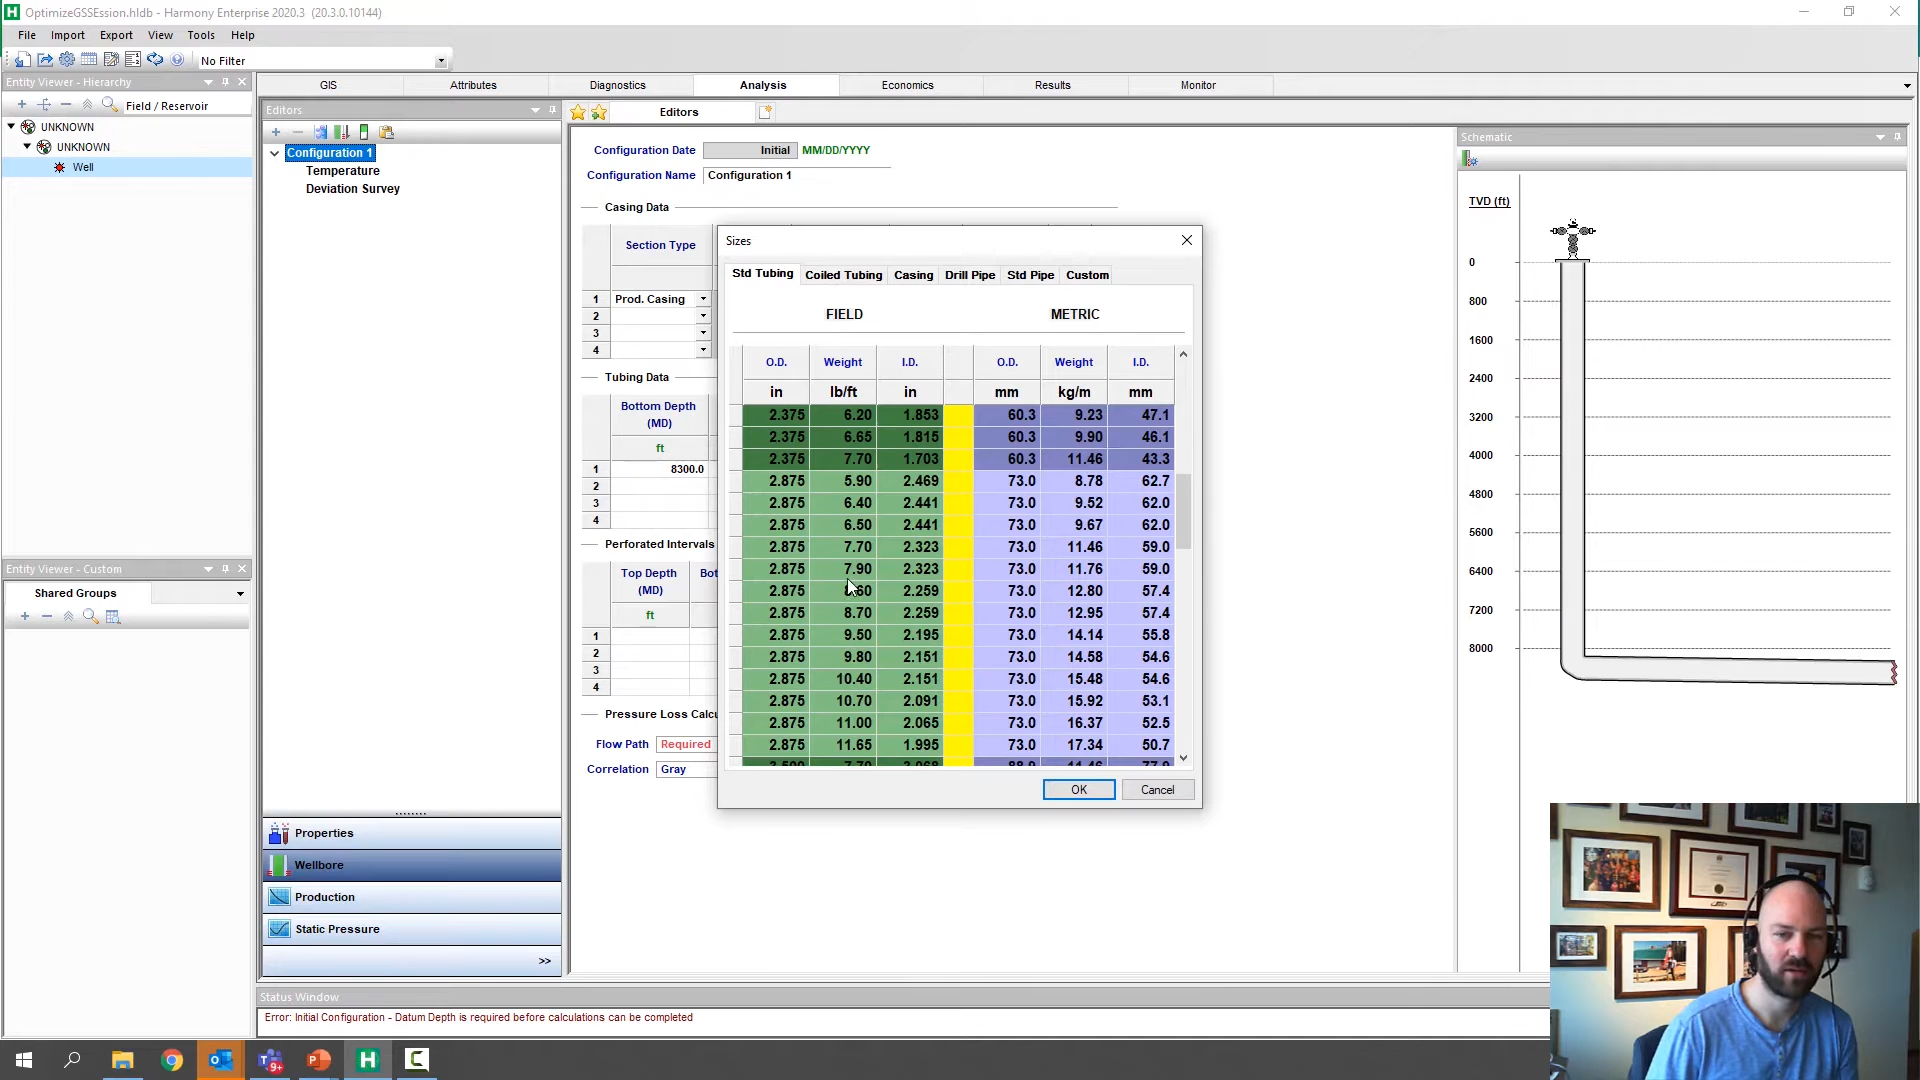 OptimizeGSSEssion.hldb - Harmony Enterprise 2020.3 (20.3.0.10144)
File Import Export View Tools Help
No Filter
Entity Viewer - Hierarchy
Field / Reservoir
UNKNOWN
UNKNOWN
Well
Entity Viewer - Custom
Shared Groups
GIS Attributes Diagnostics Analysis Economics Results Monitor
Editors
Configuration 1
Temperature
Deviation Survey
Properties
Wellbore
Production
Static Pressure
>>
Editors
Configuration Date Initial MM/DD/YYYY
Configuration Name Configuration 1
Casing Data
Section Type
1 Prod. Casing
2
3
4
Tubing Data
Bottom Depth
(MD)
ft
1 8300.0
2
3
4
Perforated Intervals
Top Depth Bot
(MD)
ft
1
2
3
4
Pressure Loss Calcu
Flow Path Required
Correlation Gray
Sizes
Std Tubing Coiled Tubing Casing Drill Pipe Std Pipe Custom
FIELD METRIC
O.D. Weight I.D. O.D. Weight I.D.
in lb/ft in mm kg/m mm
2.375 6.20 1.853 60.3 9.23 47.1
2.375 6.65 1.815 60.3 9.90 46.1
2.375 7.70 1.703 60.3 11.46 43.3
2.875 5.90 2.469 73.0 8.78 62.7
2.875 6.40 2.441 73.0 9.52 62.0
2.875 6.50 2.441 73.0 9.67 62.0
2.875 7.70 2.323 73.0 11.46 59.0
2.875 7.90 2.323 73.0 11.76 59.0
2.875 8.60 2.259 73.0 12.80 57.4
2.875 8.70 2.259 73.0 12.95 57.4
2.875 9.50 2.195 73.0 14.14 55.8
2.875 9.80 2.151 73.0 14.58 54.6
2.875 10.40 2.151 73.0 15.48 54.6
2.875 10.70 2.091 73.0 15.92 53.1
2.875 11.00 2.065 73.0 16.37 52.5
2.875 11.65 1.995 73.0 17.34 50.7
3.500 7.70 3.068 88.9 11.46 77.9
OK Cancel
Schematic
TVD (ft)
0
800
1600
2400
3200
4000
4800
5600
6400
7200
8000
Status Window
Error: Initial Configuration - Datum Depth is required before calculations can be completed
9+